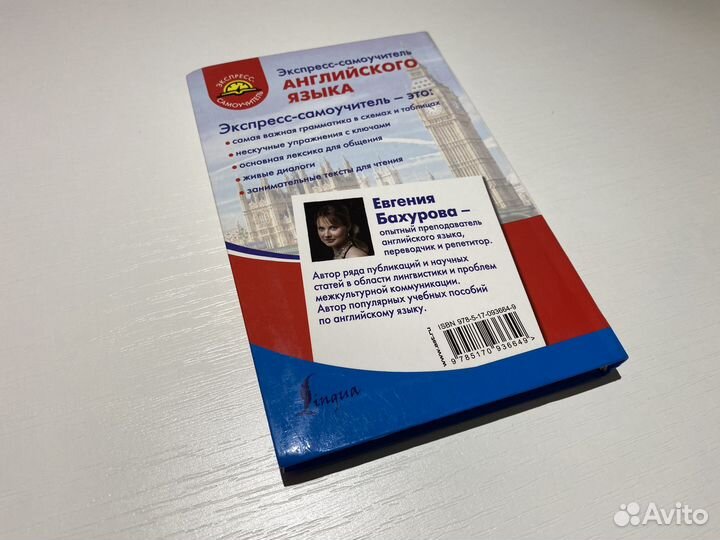 ЭКСПРЕСС-
САМОУЧИТЕЛЬ
Экспресс-самоучитель
АНГЛИЙСКОГО
ЯЗЫКА
Экспресс-самоучитель – это:
• самая важная грамматика в схемах и таблицах
• нескучные упражнения с ключами
• основная лексика для общения
• живые диалоги
• занимательные тексты для чтения
Евгения
Бахурова –
опытный преподаватель
английского языка,
переводчик и репетитор.
Автор ряда публикаций и научных
статей в области лингвистики и проблем
межкультурной коммуникации.
Автор популярных учебных пособий
по английскому языку.
www.ast.ru
ISBN 978-5-17-093664-9
9 785170 936649>
Lingua
Avito